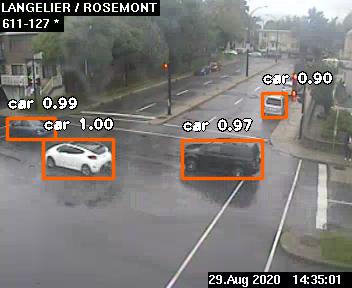 LANGELIER / ROSEMONT
611-127 *
car 0.90
car 0.99
car 1.00
car 0.97
29.Aug 2020 14:35:01